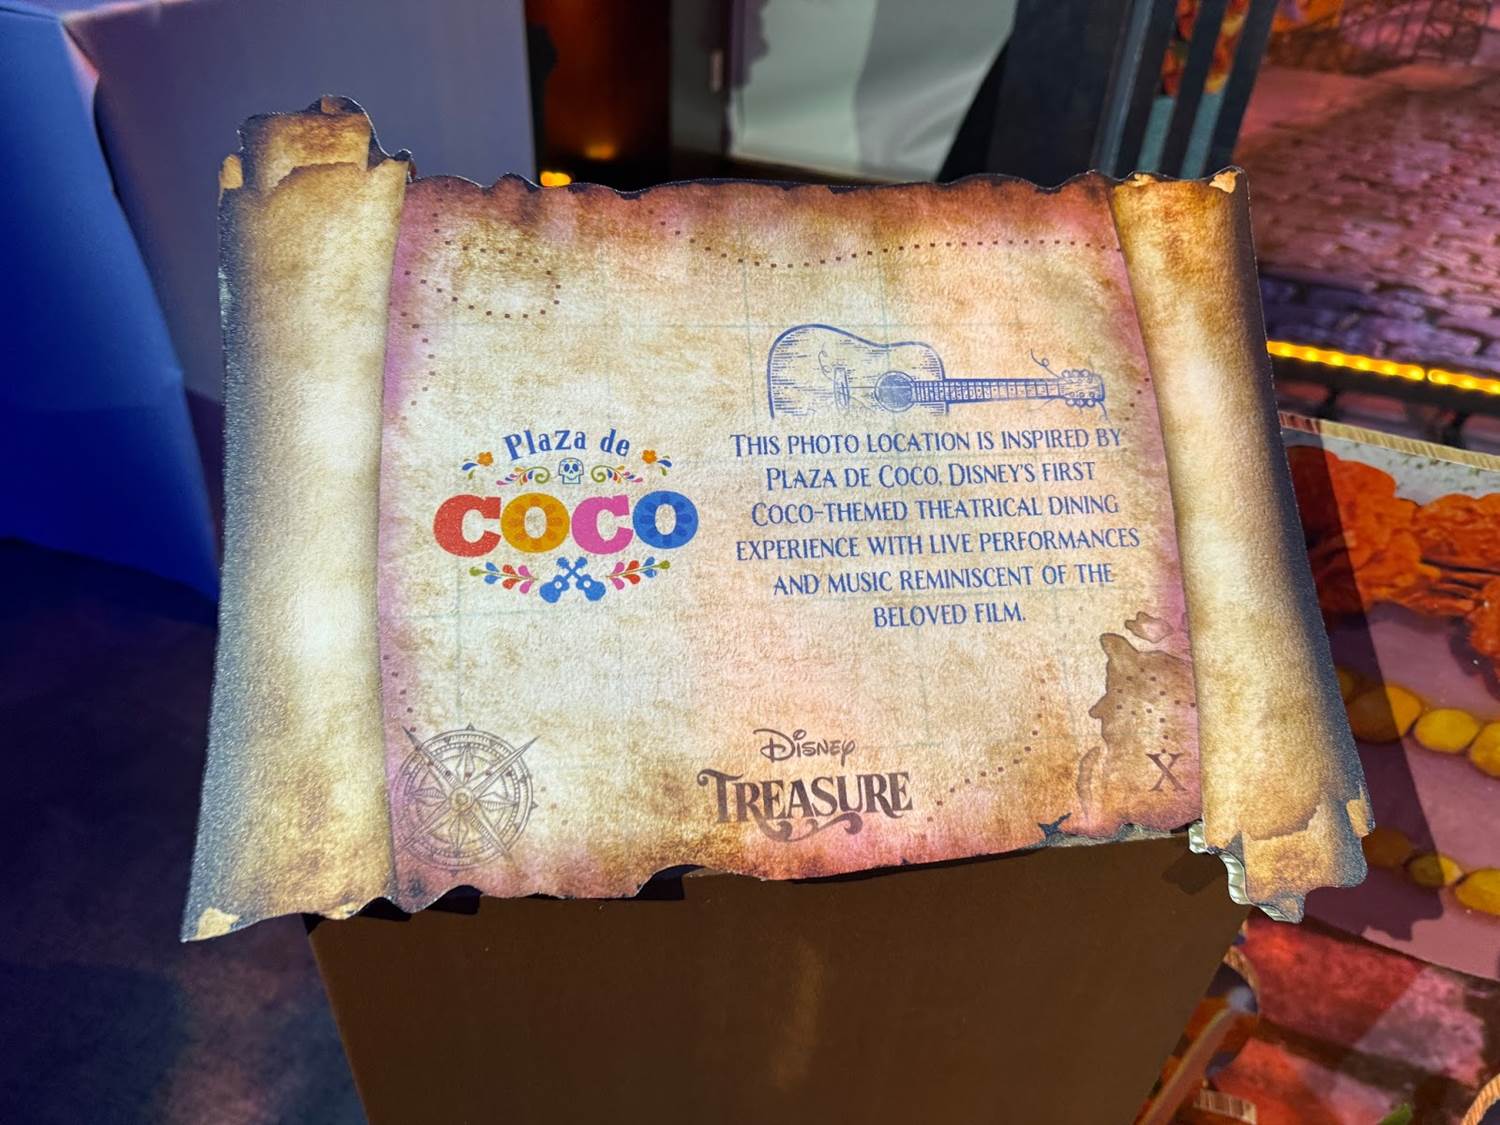 Plaza de
COCO
THIS PHOTO LOCATION IS INSPIRED BY
PLAZA DE COCO, DISNEY'S FIRST
COCO-THEMED THEATRICAL DINING
EXPERIENCE WITH LIVE PERFORMANCES
AND MUSIC REMINISCENT OF THE
BELOVED FILM.
DISNEY
TREASURE
X